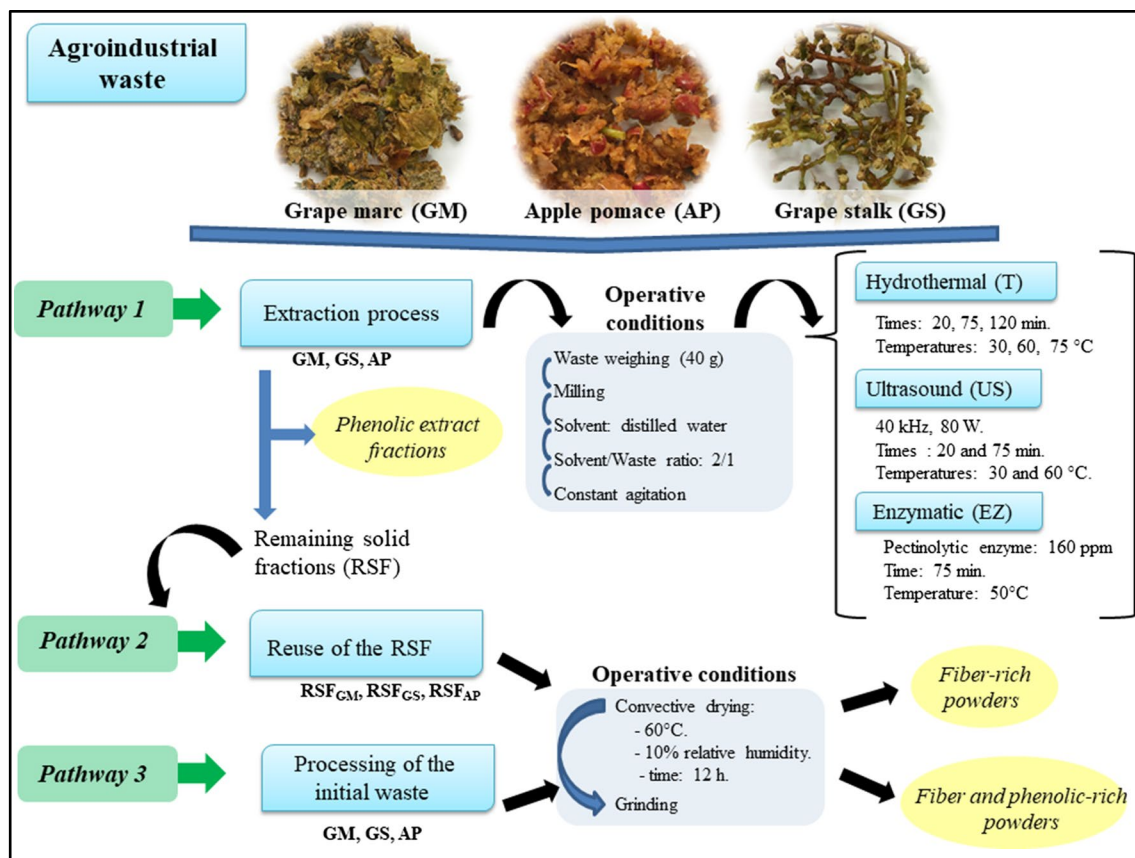 Agroindustrial
waste
Grape marc (GM)
Apple pomace (AP)
Grape stalk (GS)
Pathway 1
Extraction process
GM, GS, AP
Phenolic extract
fractions
Remaining solid
fractions (RSF)
Operative
conditions
Waste weighing (40 g)
Milling
Solvent: distilled water
Solvent/Waste ratio: 2/1
Constant agitation
Hydrothermal (T)
Times: 20, 75, 120 min.
Temperatures: 30, 60, 75 °C
Ultrasound (US)
40 kHz, 80 W.
Times : 20 and 75 min.
Temperatures: 30 and 60 °C.
Enzymatic (EZ)
Pectinolytic enzyme: 160 ppm
Time: 75 min.
Temperature: 50°C
Pathway 2
Reuse of the RSF
RSFGM, RSFGS, RSFAP
Pathway 3
Processing of the
initial waste
GM, GS, AP
Operative conditions
Convective drying:
- 60°C.
- 10% relative humidity.
- time: 12 h.
Grinding
Fiber-rich
powders
Fiber and phenolic-rich
powders